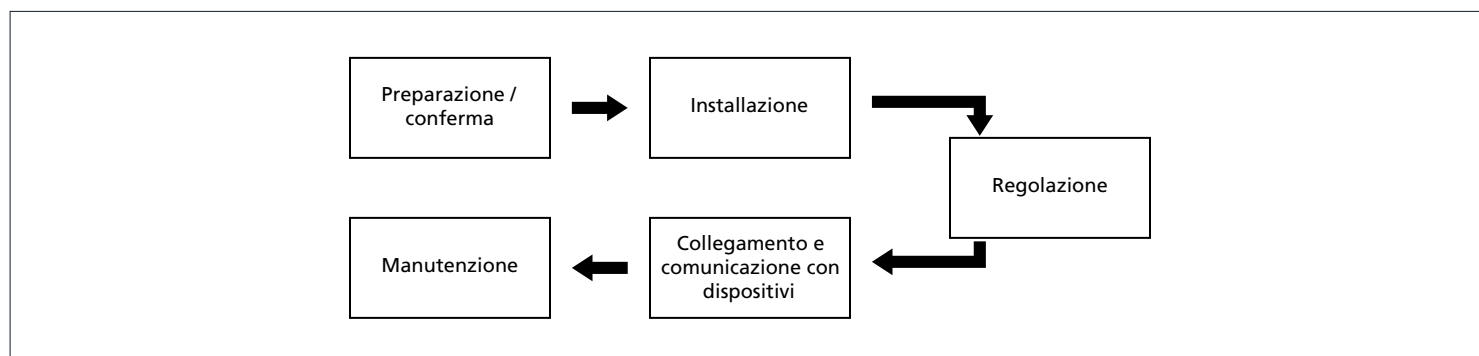 Preparazione /
conferma
Installazione
Regolazione
Collegamento e
comunicazione con
dispositivi
Manutenzione